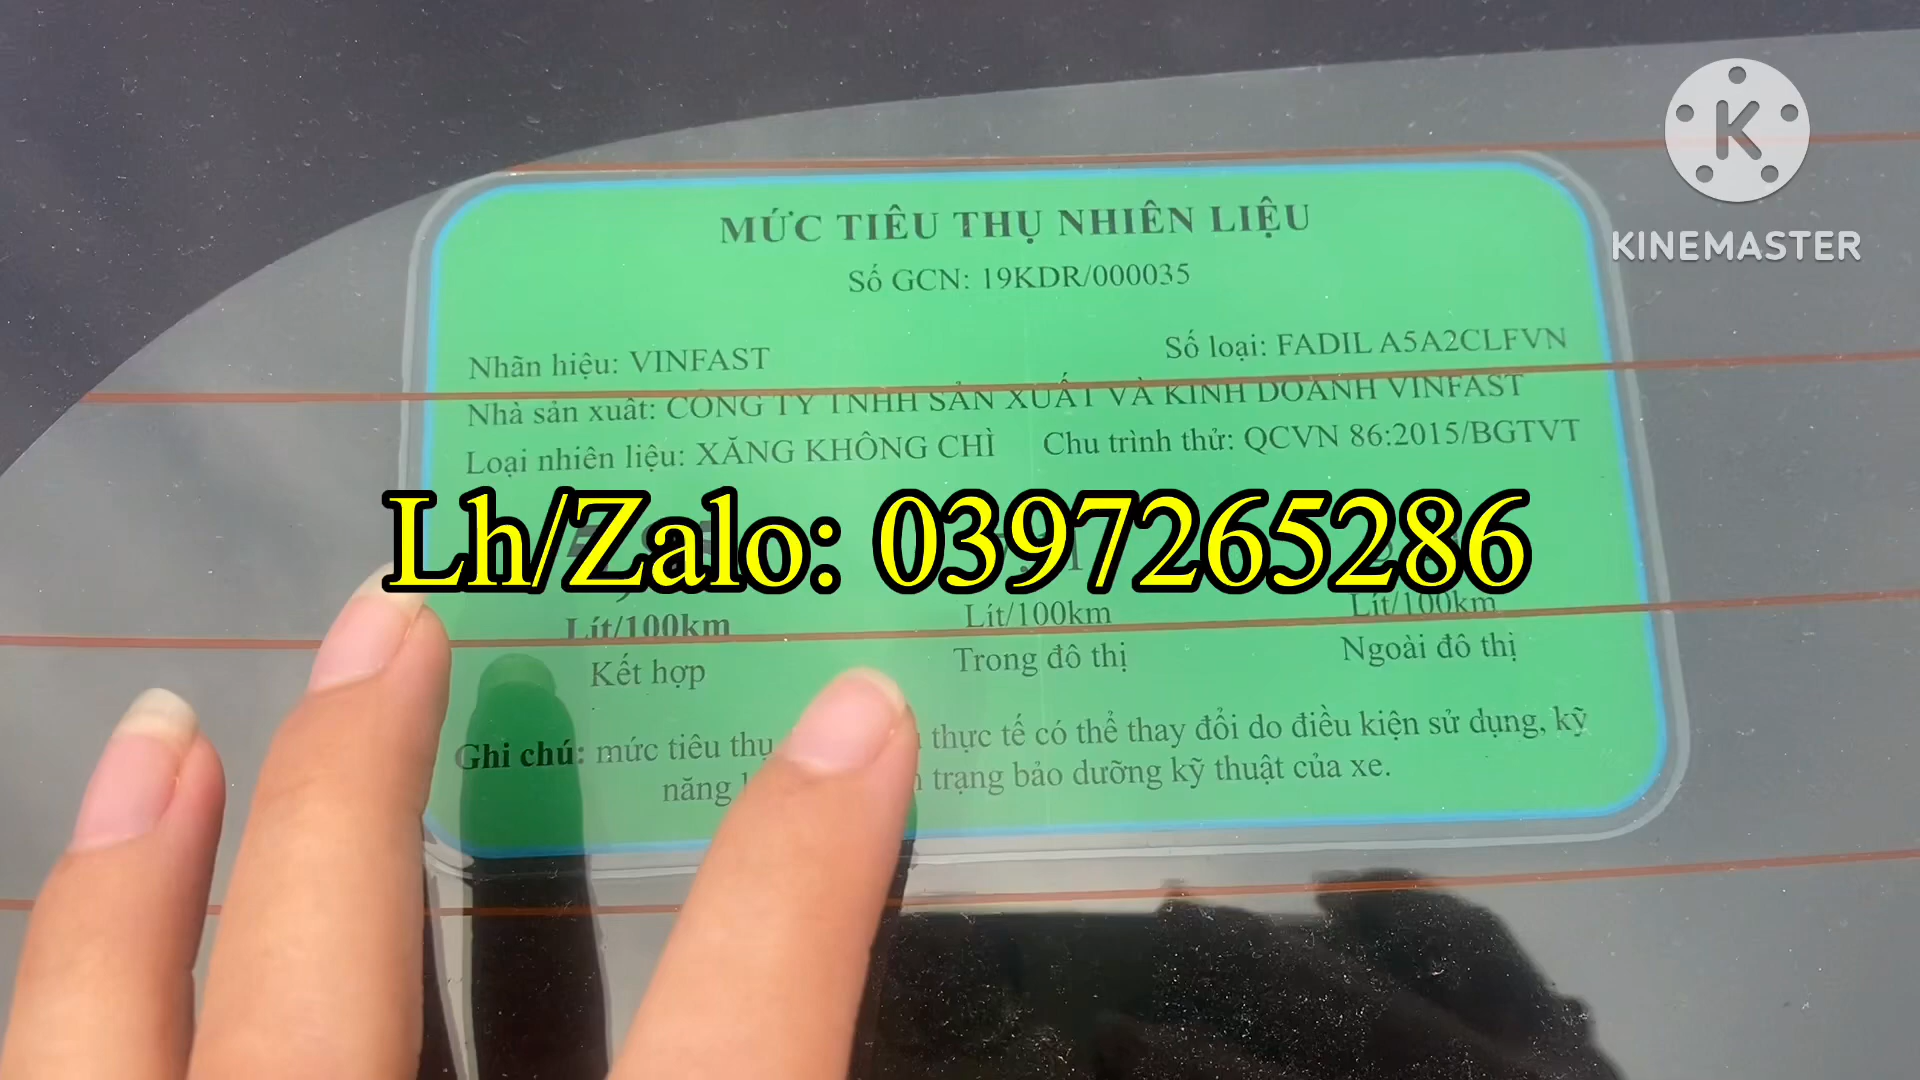 K
KINEMASTER
MỨC TIÊU THỤ NHIÊN LIỆU
Số GCN: 19KDR/000035
Nhãn hiệu: VINFAST Số loại: FADIL A5A2CLFVN
Nhà sản xuất: CÔNG TY TNHH SẢN XUẤT VÀ KINH DOANH VINFAST
Loại nhiên liệu: XĂNG KHÔNG CHÌ Chu trình thử: QCVN 86:2015/BGTVT
Lh/Zalo: 0397265286
Lít/100km Lít/100km Lít/100km
Kết hợp Trong đô thị Ngoài đô thị
Ghi chú: mức tiêu thụ thực tế có thể thay đổi do điều kiện sử dụng, kỹ
năng trạng bảo dưỡng kỹ thuật của xe.